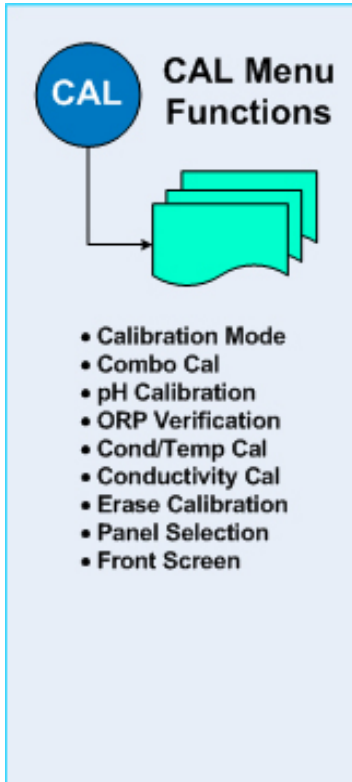 CAL
CAL Menu
Functions
• Calibration Mode
• Combo Cal
• pH Calibration
• ORP Verification
• Cond/Temp Cal
• Conductivity Cal
• Erase Calibration
• Panel Selection
• Front Screen